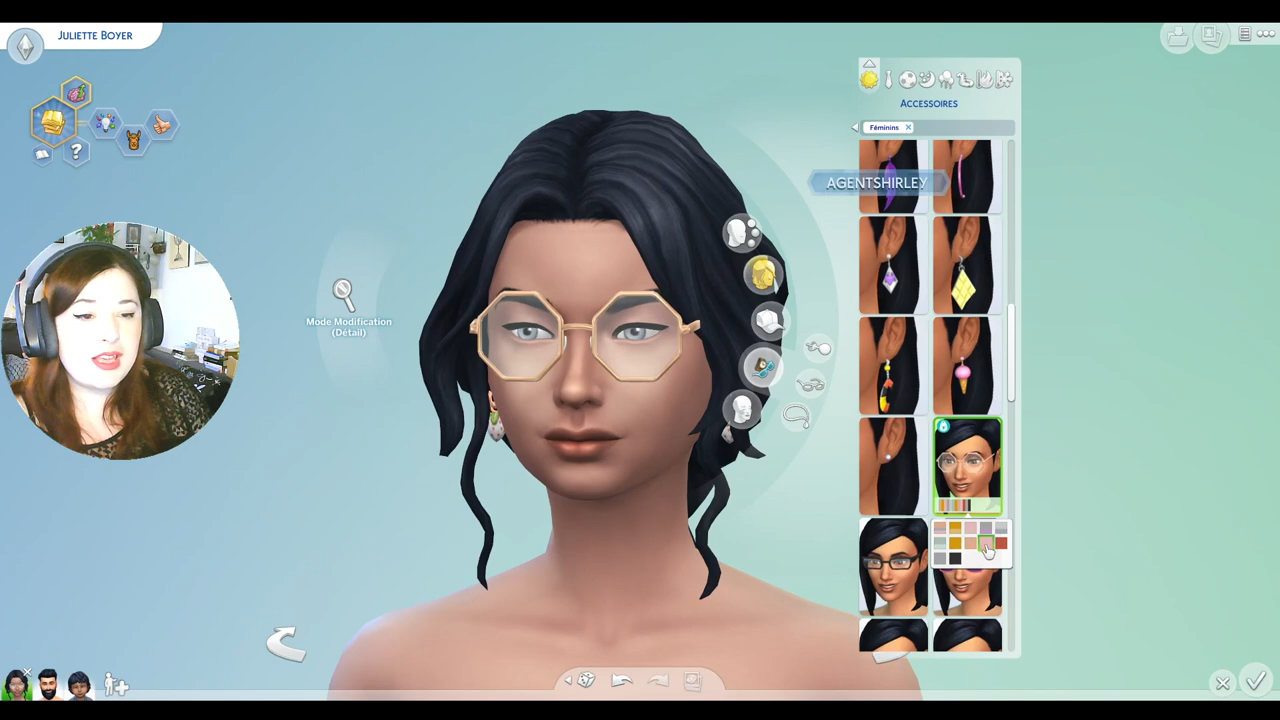 JULIETTE BOYER
ACCESSOIRES
Féminins
AGENTSHIRLEY
Mode Modification
(Détail)
?